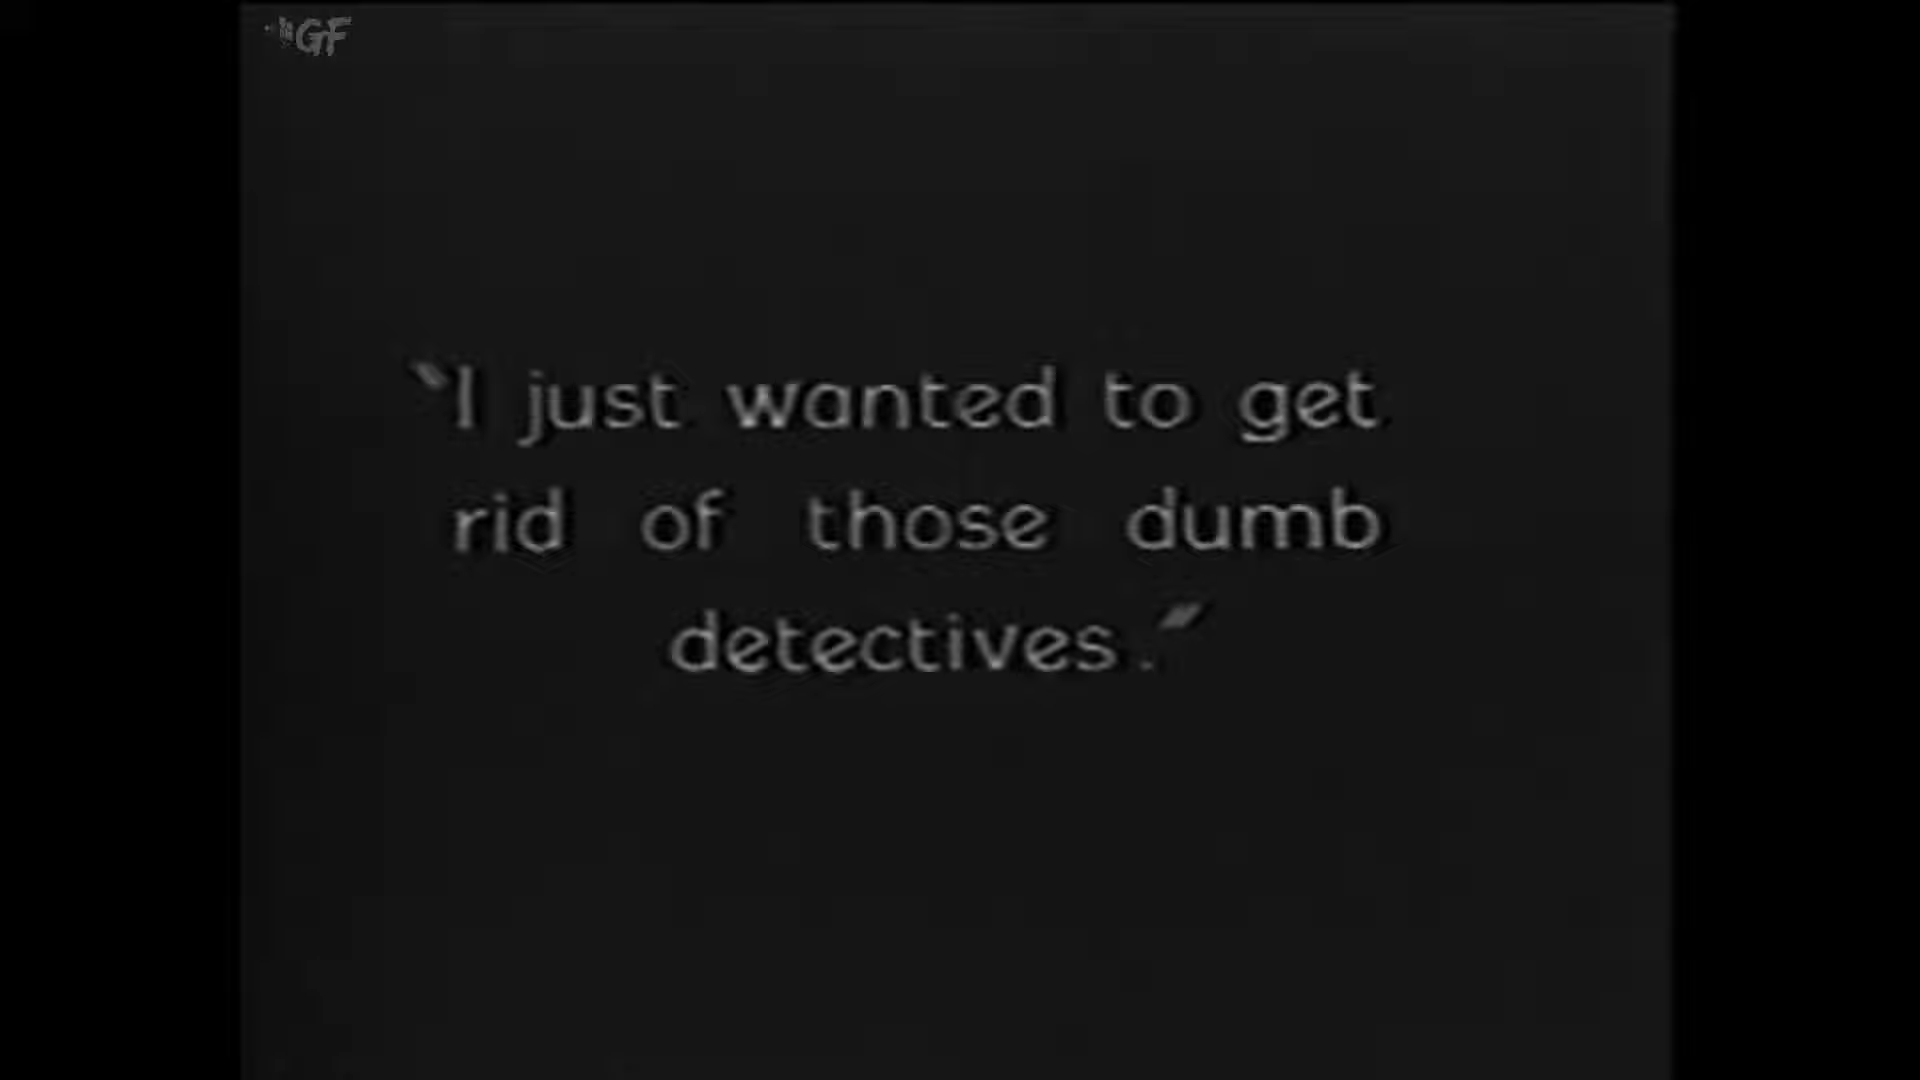 GF
"I just wanted to get
rid of those dumb
detectives."